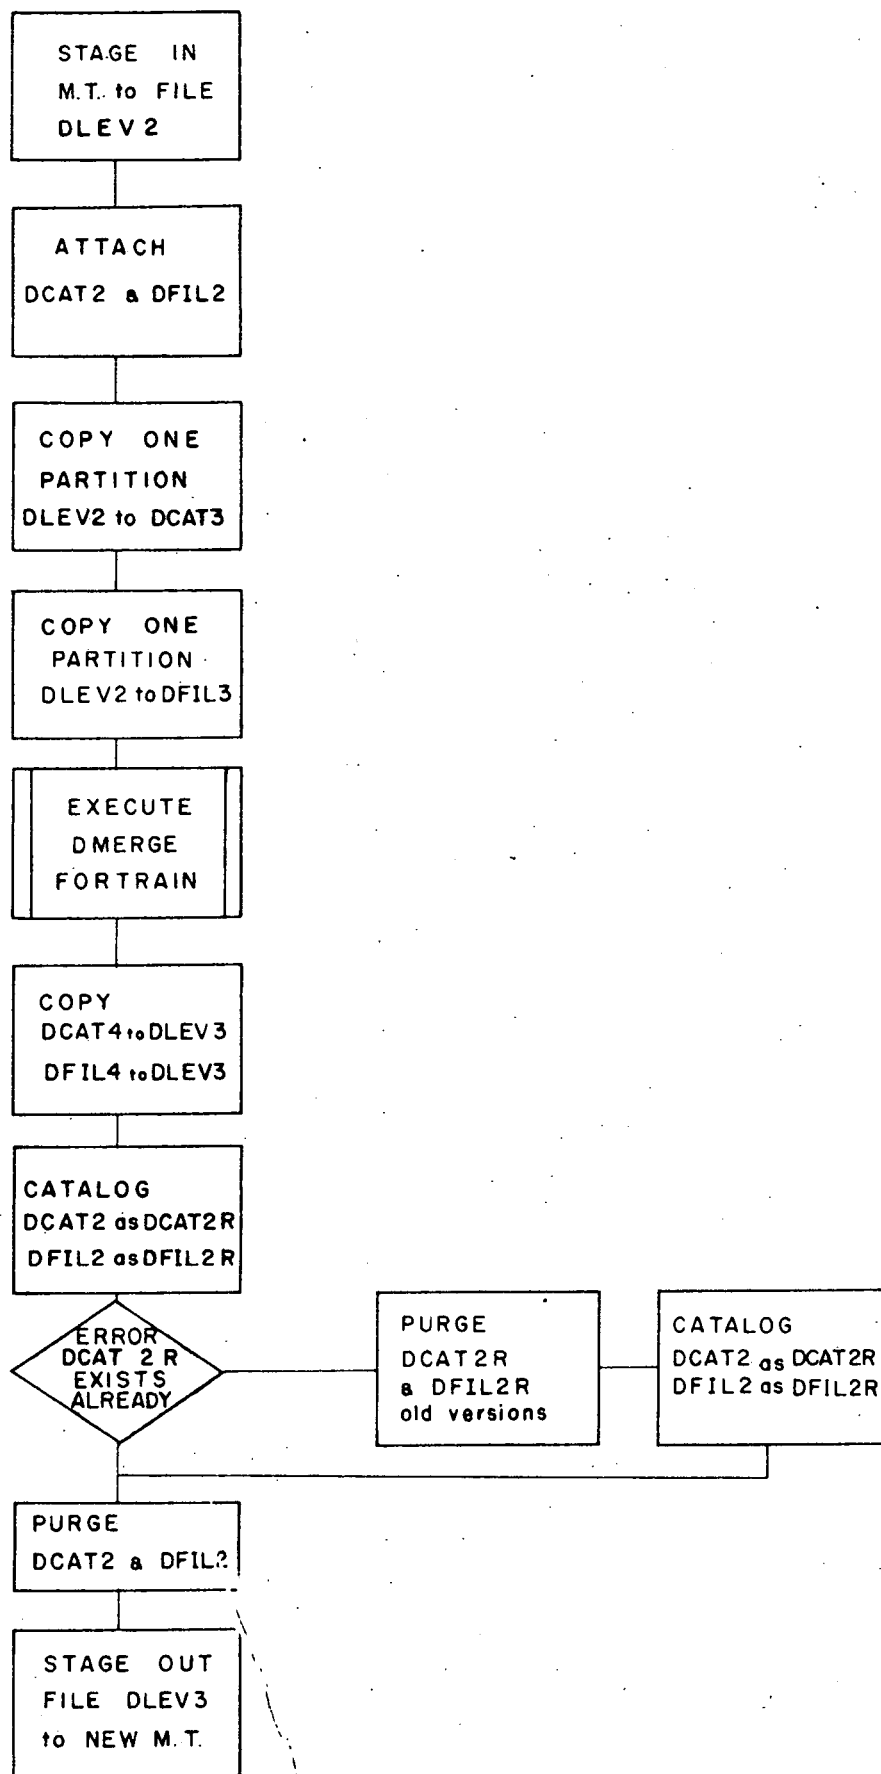 STAGE IN
M.T. to FILE
DLEV2
ATTACH
DCAT2 & DFIL2
COPY ONE
PARTITION
DLEV2 to DCAT3
COPY ONE
PARTITION
DLEV2 to DFIL3
EXECUTE
DMERGE
FORTRAIN
COPY
DCAT4 to DLEV3
DFIL4 to DLEV3
CATALOG
DCAT2 as DCAT2R
DFIL2 as DFIL2R
ERROR
DCAT 2 R
EXISTS
ALREADY
PURGE
DCAT2R
& DFIL2R
old versions
CATALOG
DCAT2 as DCAT2R
DFIL2 as DFIL2R
PURGE
DCAT2 & DFIL2
STAGE OUT
FILE DLEV3
to NEW M.T.